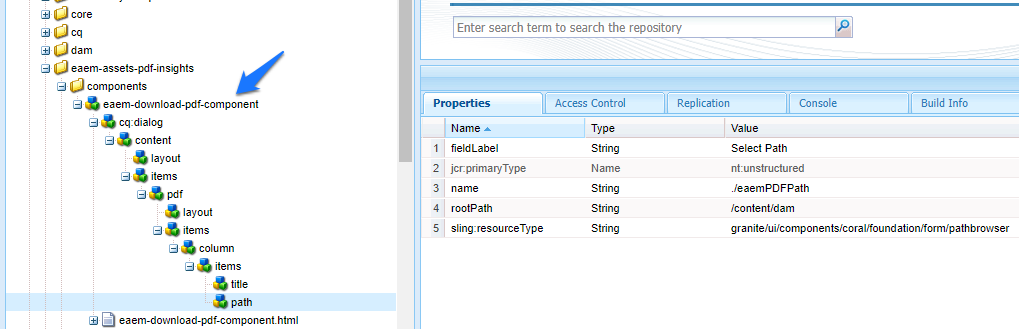 core
cq
dam
eaem-assets-pdf-insights
components
eaem-download-pdf-component
cq:dialog
content
layout
items
pdf
layout
items
column
items
title
path
eaem-download-pdf-component.html
Enter search term to search the repository
Properties Access Control Replication Console Build Info
Name Type Value
1 fieldLabel String Select Path
2 jcr:primaryType Name nt:unstructured
3 name String ./eaemPDFPath
4 rootPath String /content/dam
5 sling:resourceType String granite/ui/components/coral/foundation/form/pathbrowser